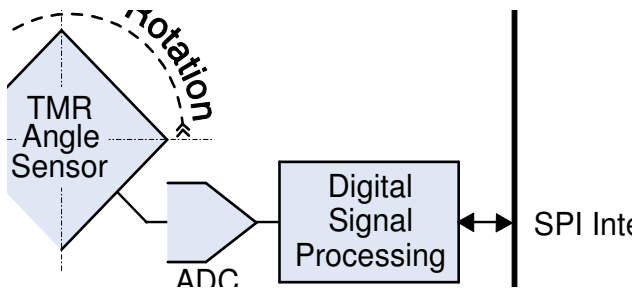 Rotation
TMR
Angle
Sensor
Digital
Signal
Processing
SPI Inte
ADC